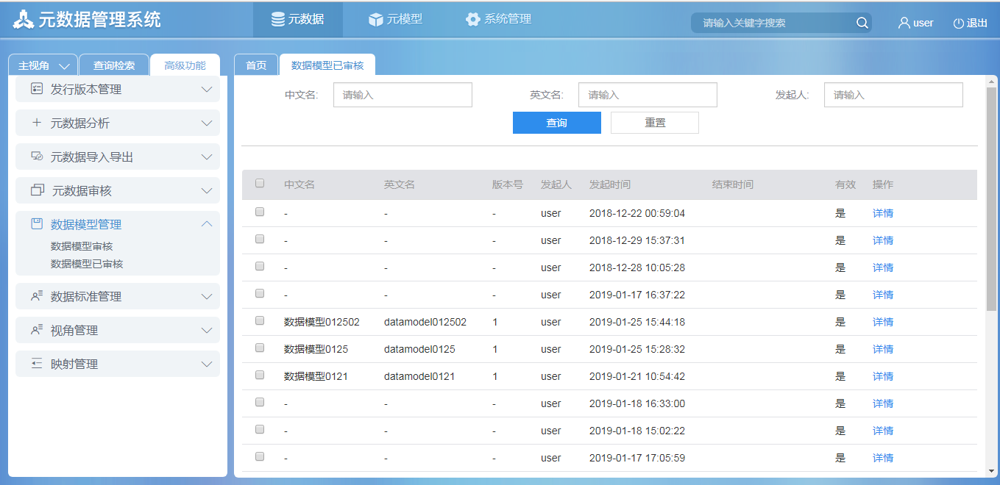 元数据管理系统 元数据 元模型 系统管理 请输入关键字搜索 user 退出
主视角 查询检索 高级功能 首页 数据模型已审核
发行版本管理
元数据分析
元数据导入导出
元数据审核
数据模型管理
数据模型审核
数据模型已审核
数据标准管理
视角管理
映射管理
中文名: 请输入 英文名: 请输入 发起人: 请输入
查询 重置
中文名 英文名 版本号 发起人 发起时间 结束时间 有效 操作
- - - user 2018-12-22 00:59:04 是 详情
- - - user 2018-12-29 15:37:31 是 详情
- - - user 2018-12-28 10:05:28 是 详情
- - - user 2019-01-17 16:37:22 是 详情
数据模型012502 datamodel012502 1 user 2019-01-25 15:44:18 是 详情
数据模型0125 datamodel0125 1 user 2019-01-25 15:28:32 是 详情
数据模型0121 datamodel0121 1 user 2019-01-21 10:54:42 是 详情
- - - user 2019-01-18 16:33:00 是 详情
- - - user 2019-01-18 15:02:22 是 详情
- - - user 2019-01-17 17:05:59 是 详情